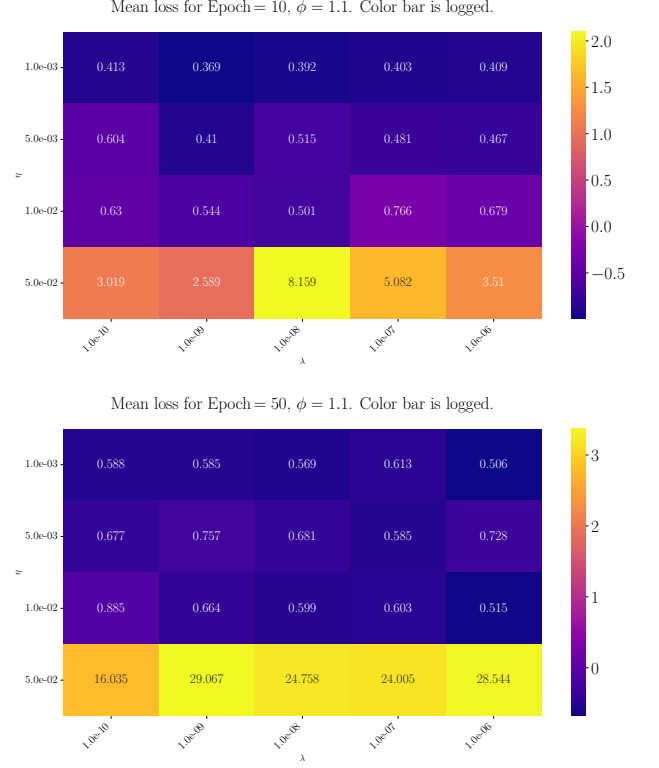 Mean loss for Epoch = 10, ϕ = 1.1. Color bar is logged.
1.0e-03 0.413 0.369 0.392 0.403 0.409
5.0e-03 0.604 0.41 0.515 0.481 0.467
1.0e-02 0.63 0.544 0.501 0.766 0.679
5.0e-02 3.019 2.589 8.159 5.082 3.51
η
1.0e-10 1.0e-09 1.0e-08 1.0e-07 1.0e-06
λ
2.0
1.5
1.0
0.5
0.0
−0.5
Mean loss for Epoch = 50, ϕ = 1.1. Color bar is logged.
1.0e-03 0.588 0.585 0.569 0.613 0.506
5.0e-03 0.677 0.757 0.681 0.585 0.728
1.0e-02 0.885 0.664 0.599 0.603 0.515
5.0e-02 16.035 29.067 24.758 24.005 28.544
η
1.0e-10 1.0e-09 1.0e-08 1.0e-07 1.0e-06
λ
3
2
1
0